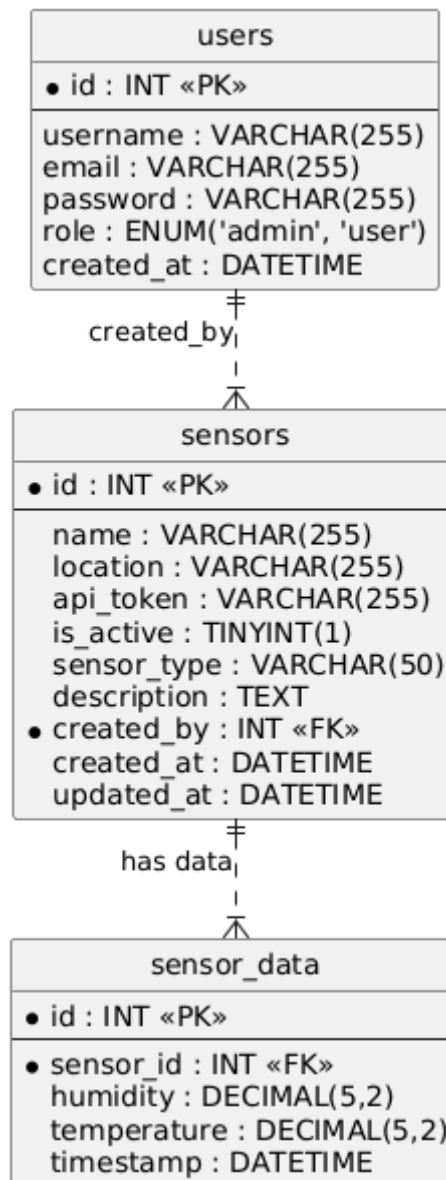 users
id : INT «PK»
username : VARCHAR(255)
email : VARCHAR(255)
password : VARCHAR(255)
role : ENUM('admin', 'user')
created_at : DATETIME
created_by
sensors
id : INT «PK»
name : VARCHAR(255)
location : VARCHAR(255)
api_token : VARCHAR(255)
is_active : TINYINT(1)
sensor_type : VARCHAR(50)
description : TEXT
created_by : INT «FK»
created_at : DATETIME
updated_at : DATETIME
has data
sensor_data
id : INT «PK»
sensor_id : INT «FK»
humidity : DECIMAL(5,2)
temperature : DECIMAL(5,2)
timestamp : DATETIME